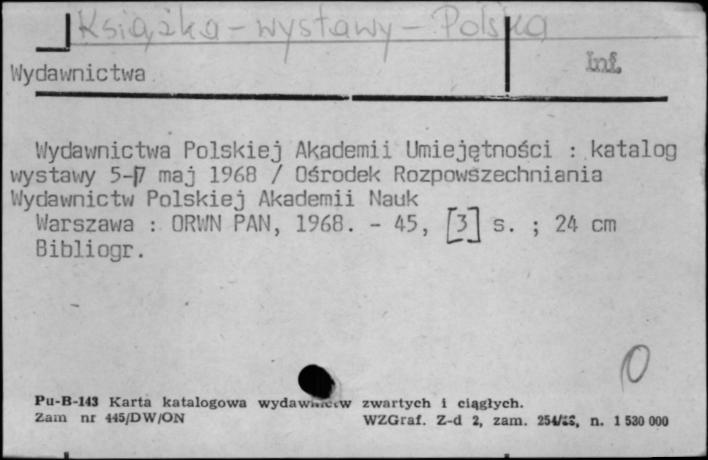 Książka - wystawy - Polska
Inf.
Wydawnictwa
Wydawnictwa Polskiej Akademii Umiejętności : katalog
wystawy 5-17 maj 1968 / Ośrodek Rozpowszechniania
Wydawnictw Polskiej Akademii Nauk
Warszawa : ORWN PAN, 1968. - 45, [3] s. ; 24 cm
Bibliogr.
0
Pu-B-143 Karta katalogowa wydawnictw zwartych i ciągłych.
Zam nr 445/DW/ON WZGraf. Z-d 2, zam. n. 1 530 000